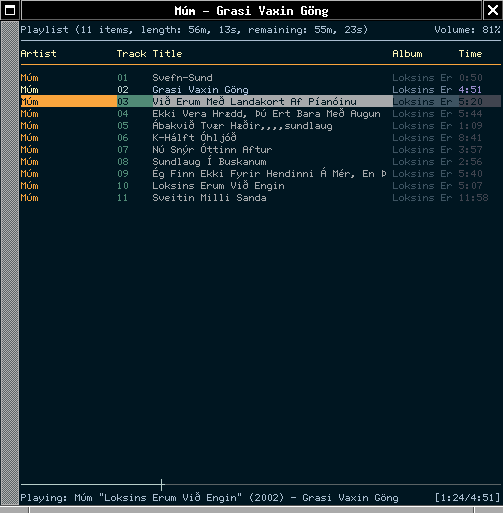 Múm - Grasi Vaxin Göng
Playlist (11 items, length: 56m, 13s, remaining: 55m, 23s) Volume: 81%
Artist Track Title Album Time
Múm 01 Svefn-Sund Loksins Er 0:50
Múm 02 Grasi Vaxin Göng Loksins Er 4:51
Múm 03 Við Erum Með Landakort Af Píanóinu Loksins Er 5:20
Múm 04 Ekki Vera Hrædd, Þú Ert Bara Með Augun Loksins Er 5:44
Múm 05 Ábakvið Tvær Hæðir,,,,sundlaug Loksins Er 1:09
Múm 06 K-Hálft Óhljóð Loksins Er 8:41
Múm 07 Nú Snýr Óttinn Aftur Loksins Er 3:57
Múm 08 Sundlaug Í Buskanum Loksins Er 2:56
Múm 09 Ég Finn Ekki Fyrir Hendinni Á Mér, En Þ Loksins Er 5:40
Múm 10 Loksins Erum Við Engin Loksins Er 5:07
Múm 11 Sveitin Milli Sanda Loksins Er 11:58
Playing: Múm "Loksins Erum Við Engin" (2002) - Grasi Vaxin Göng [1:24/4:51]